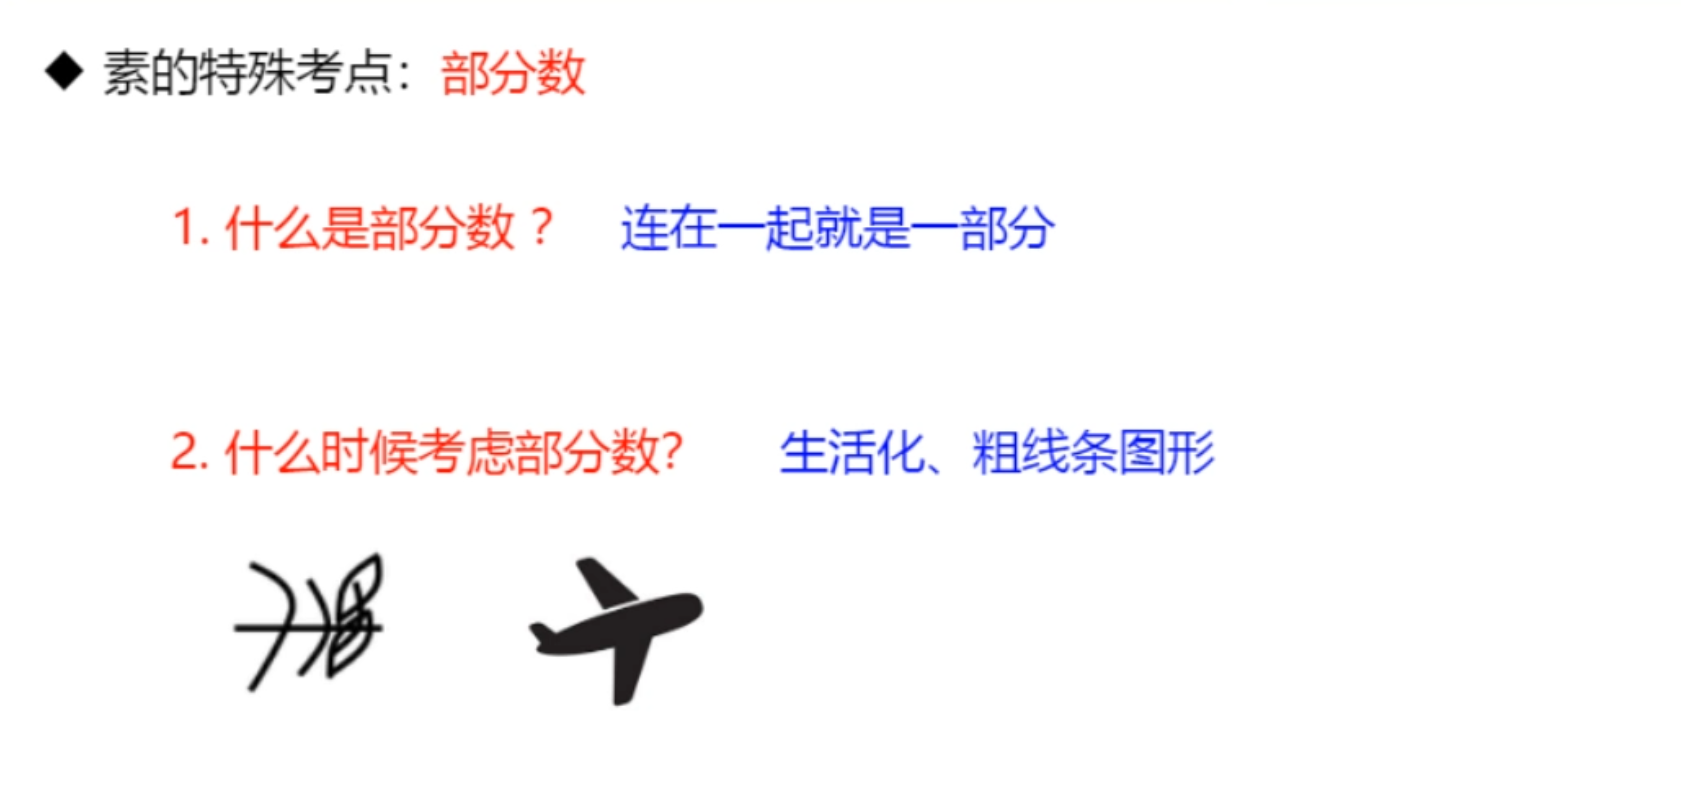 ◆ 素的特殊考点：部分数
1. 什么是部分数？ 连在一起就是一部分
2. 什么时候考虑部分数？ 生活化、粗线条图形